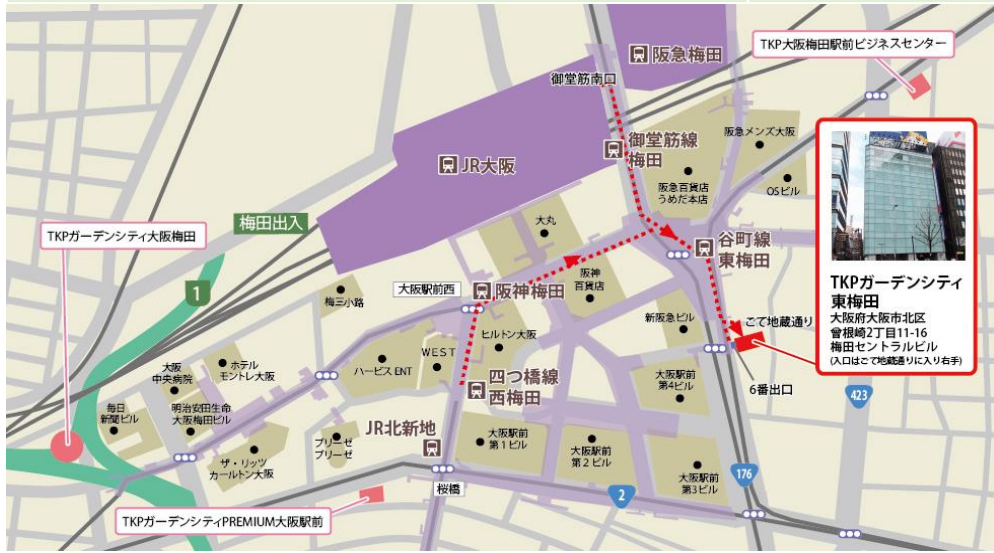 TKP大阪梅田駅前ビジネスセンター
阪急梅田
御堂筋南口
阪急メンズ大阪
御堂筋線
梅田
JR大阪
阪急百貨店
うめだ本店
OSビル
梅田出入
TKPガーデンシティ大阪梅田
大丸
谷町線
東梅田
TKPガーデンシティ
東梅田
大阪府大阪市北区
曾根崎2丁目11-16
梅田セントラルビル
(入口はごて地蔵通りに入り右手)
1
大阪駅前西
阪神梅田
阪神
百貨店
梅三小路
ごて地蔵通り
新阪急ビル
ヒルトン大阪
WEST
ハービス ENT
大阪
中央病院
ホテル
モントレ大阪
四つ橋線
西梅田
大阪駅前
第4ビル
6番出口
423
毎日
新聞ビル
明治安田生命
大阪梅田ビル
JR北新地
ブリーゼ
ブリーゼ
大阪駅前
第1ビル
大阪駅前
第2ビル
ザ・リッツ
カールトン大阪
大阪駅前
第3ビル
176
桜橋
2
TKPガーデンシティPREMIUM大阪駅前